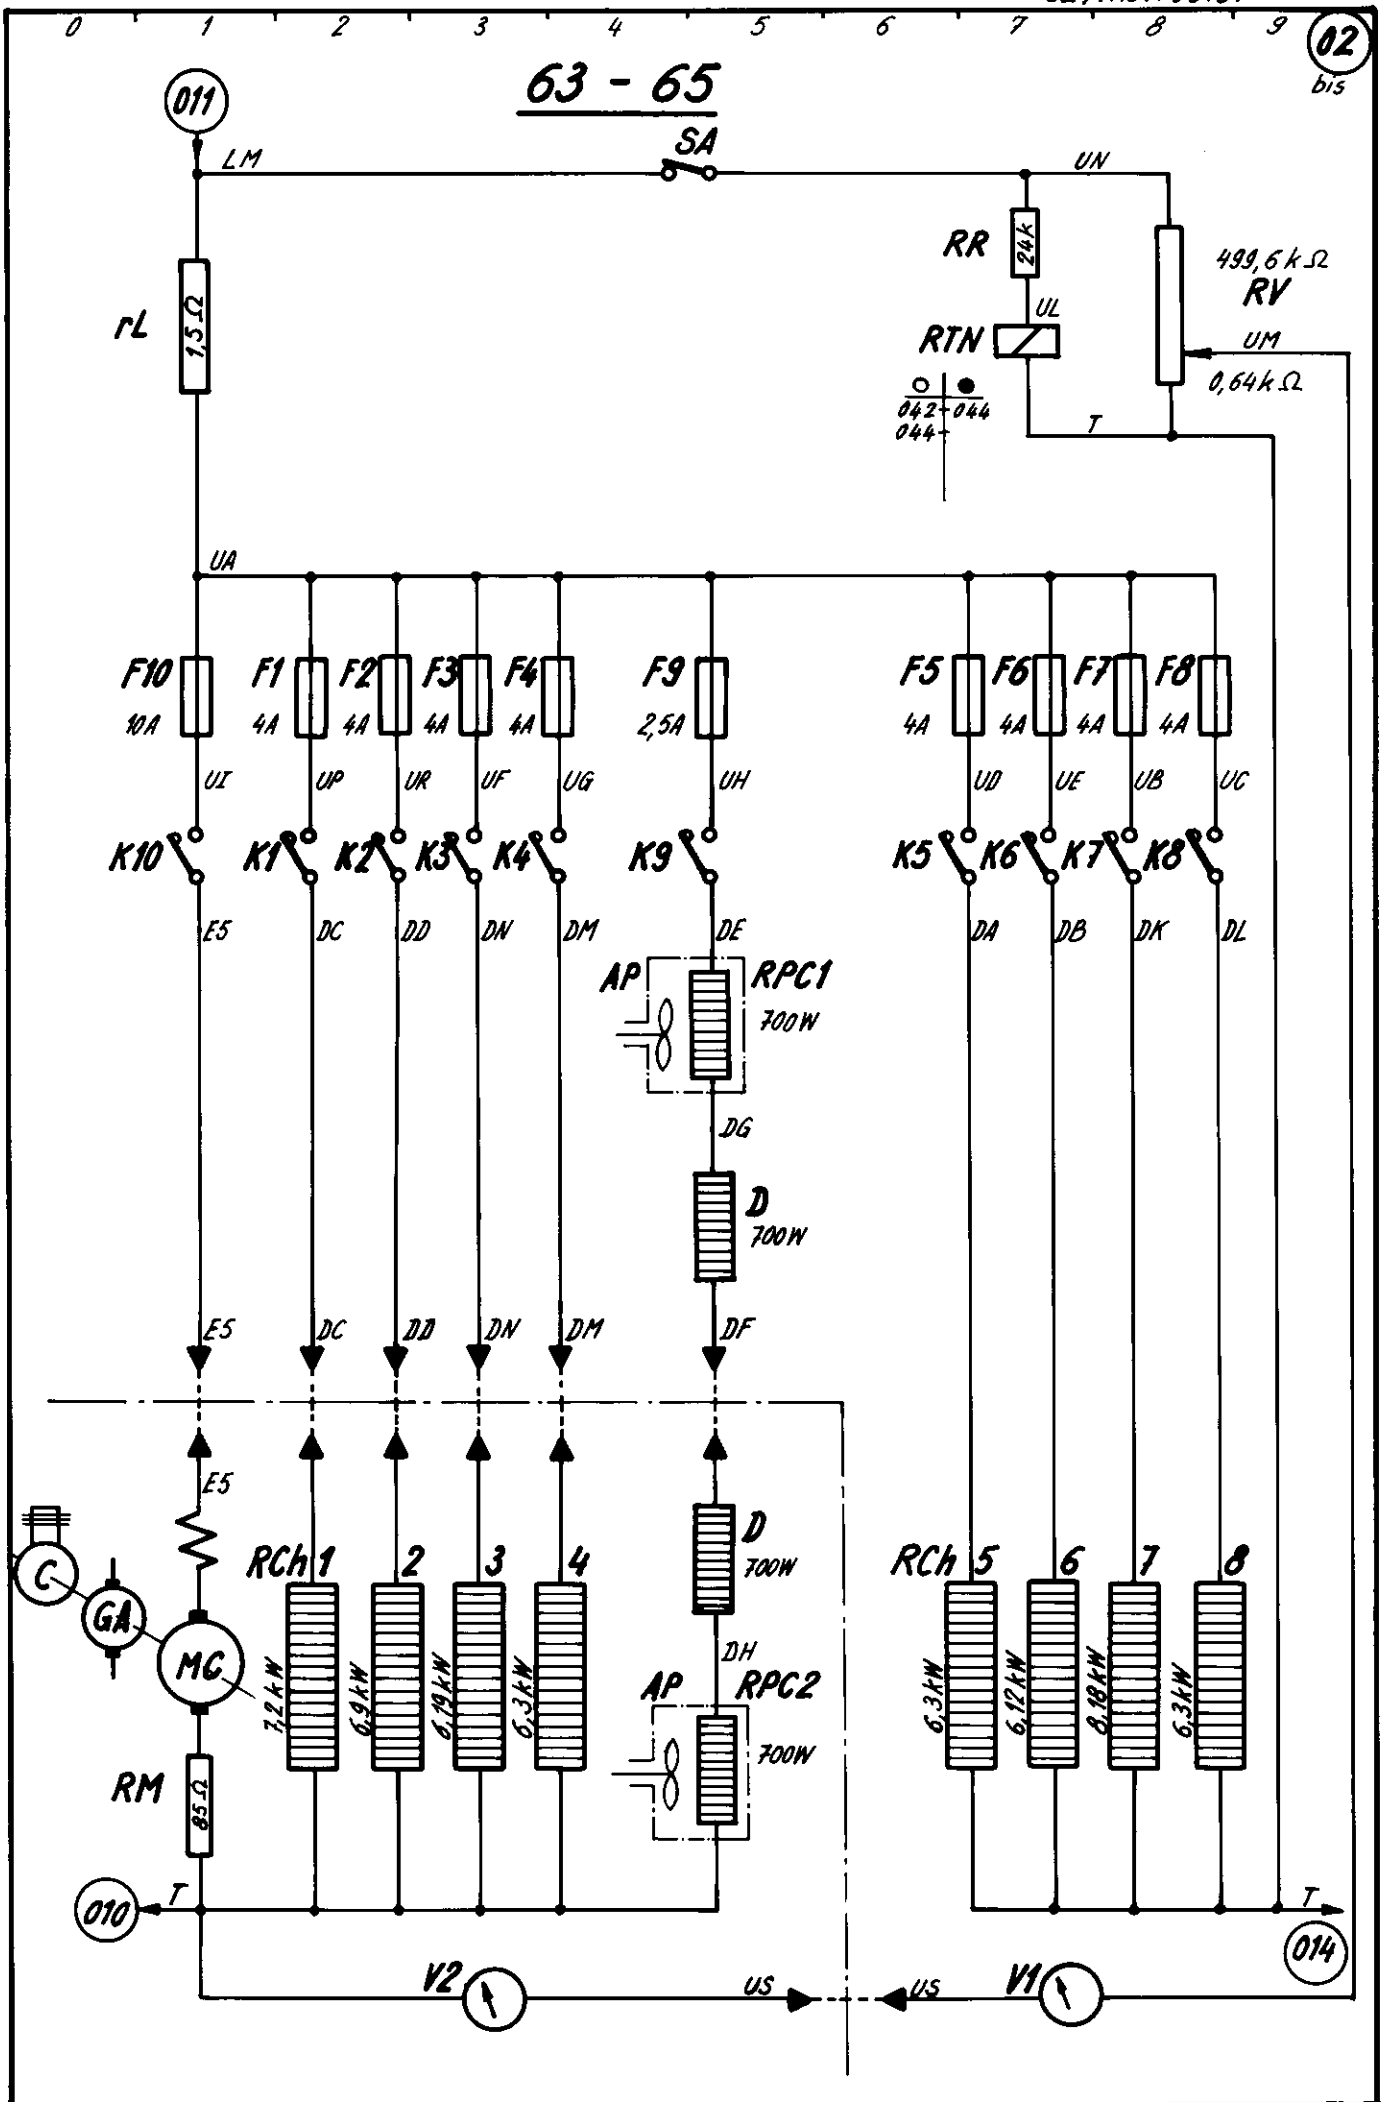 0 1 2 3 4 5 6 7 8 9
02
bis
63 - 65
011
LM
SA
UN
RR
24k
499,6 k Ω
RV
rL
1,5 Ω
UL
RTN
UM
0,64 k Ω
042 044
044
T
UA
F10 F1 F2 F3 F4 F9 F5 F6 F7 F8
10A 4A 4A 4A 4A 2,5A 4A 4A 4A 4A
UI UP UR UF UG UH UD UE UB UC
K10 K1 K2 K3 K4 K9 K5 K6 K7 K8
E5 DC DD DN DM DE DA DB DK DL
AP RPC1
700W
DG
D
700W
E5 DC DD DN DM DF
E5
C
GA
MC
RCh 1 2 3 4
D
700W
RCh 5 6 7 8
7,2 kW 6,9 kW 6,19 kW 6,3 kW
DH
AP RPC2
700W
6,3 kW 6,12 kW 8,18 kW 6,3 kW
RM
85 Ω
010
T
T
014
V2
US
US
V1